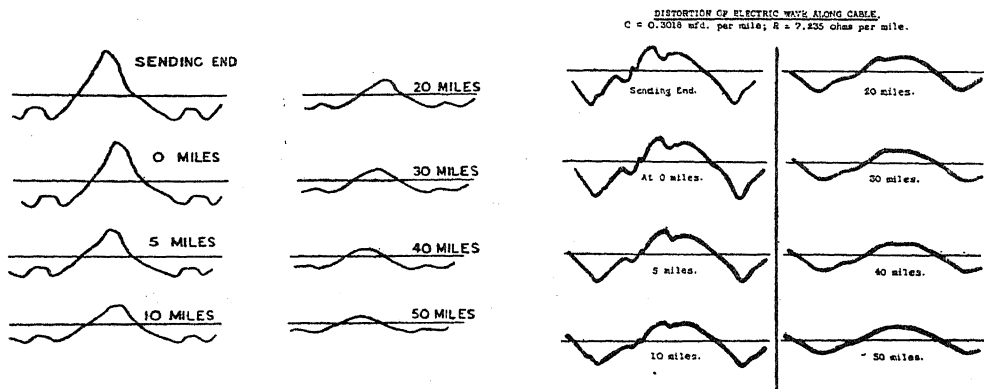 DISTORTION OF ELECTRIC WAVE ALONG CABLE.
C = 0.3018 mfd. per mile; R = 7.235 ohms per mile.
SENDING END
0 MILES
5 MILES
10 MILES
20 MILES
30 MILES
40 MILES
50 MILES
Sending End.
At 0 miles.
5 miles.
10 miles.
20 miles.
30 miles.
40 miles.
50 miles.